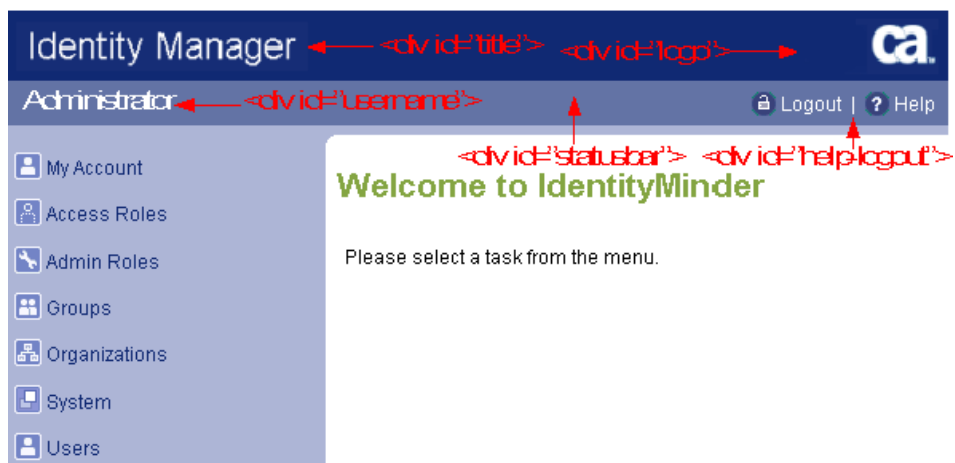 Identity Manager <div id="title"> <div id="logo"> ca.
Administrator <div id="username"> Logout | Help
<div id="statusbar"> <div id="help-logout">
My Account
Welcome to IdentityMinder
Access Roles
Admin Roles Please select a task from the menu.
Groups
Organizations
System
Users